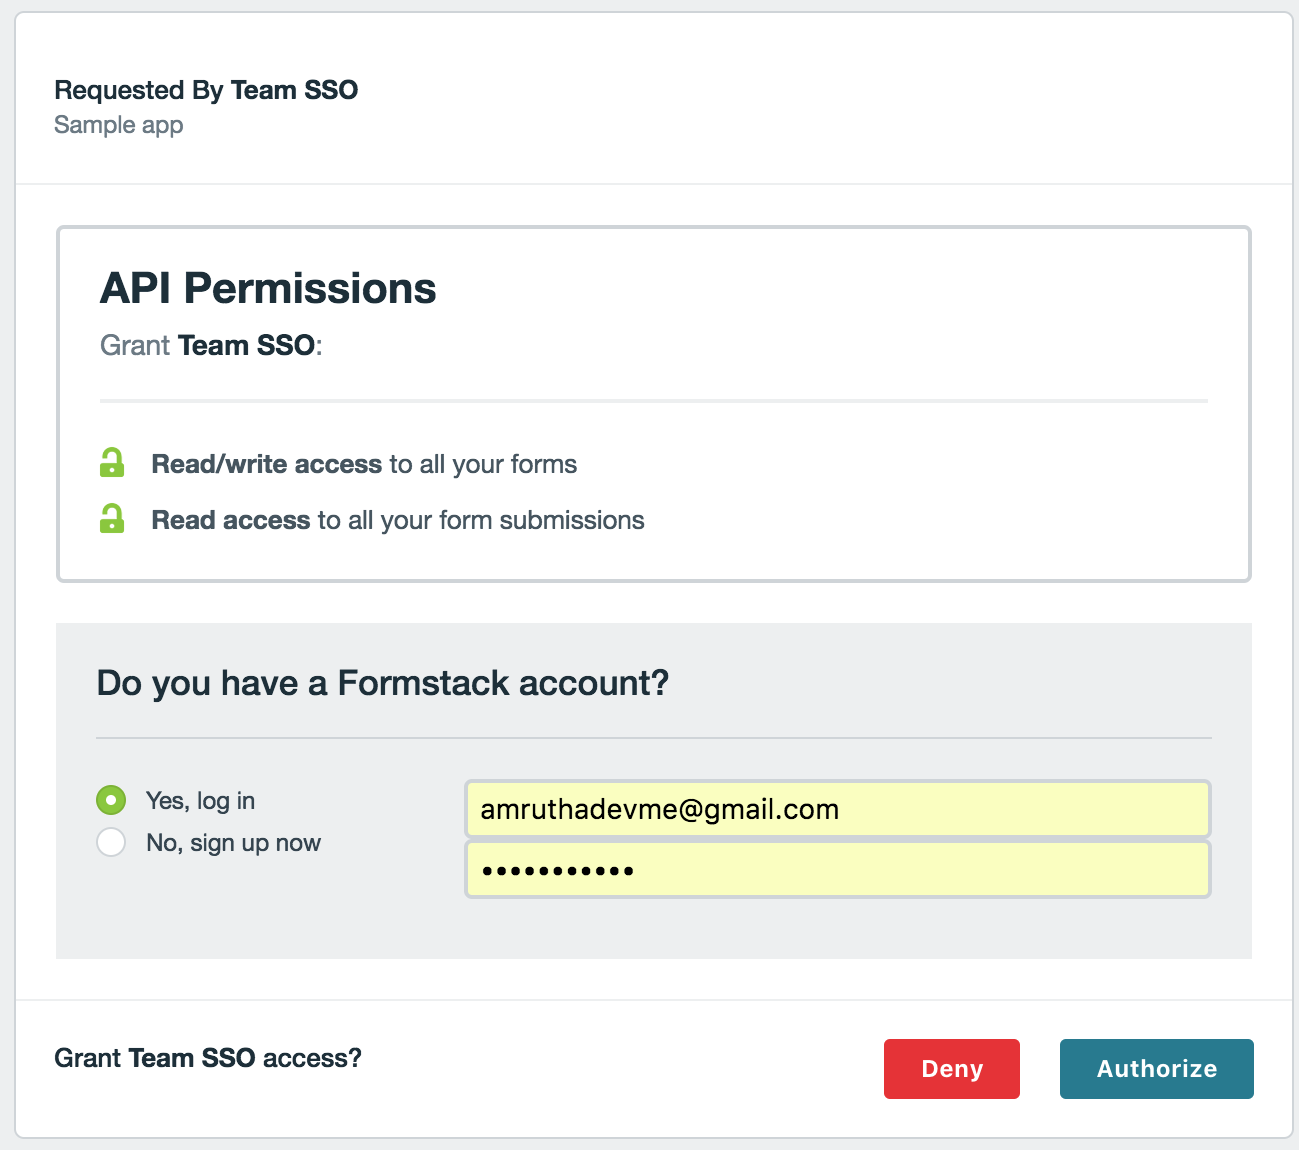 Requested By Team SSO
Sample app
API Permissions
Grant Team SSO:
Read/write access to all your forms
Read access to all your form submissions
Do you have a Formstack account?
Yes, log in
No, sign up now
amruthadevme@gmail.com
•••••••••••
Grant Team SSO access?
Deny
Authorize